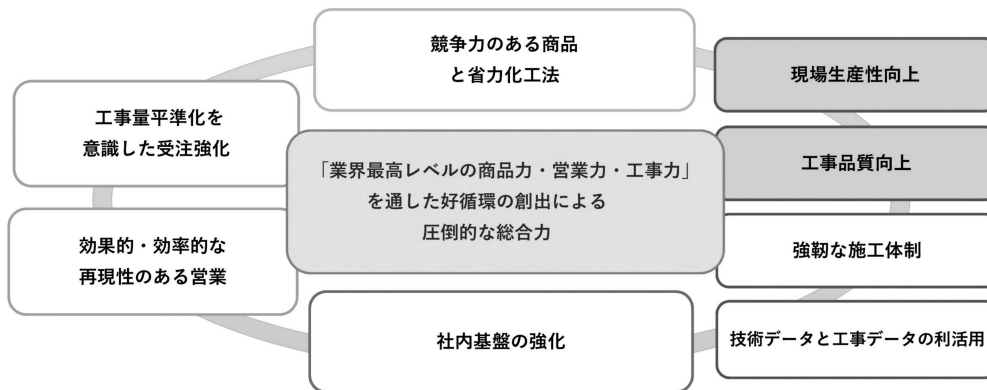 競争力のある商品
と省力化工法
現場生産性向上
工事量平準化を
意識した受注強化
「業界最高レベルの商品力・営業力・工事力」
を通した好循環の創出による
圧倒的な総合力
工事品質向上
効果的・効率的な
再現性のある営業
強靭な施工体制
社内基盤の強化
技術データと工事データの利活用